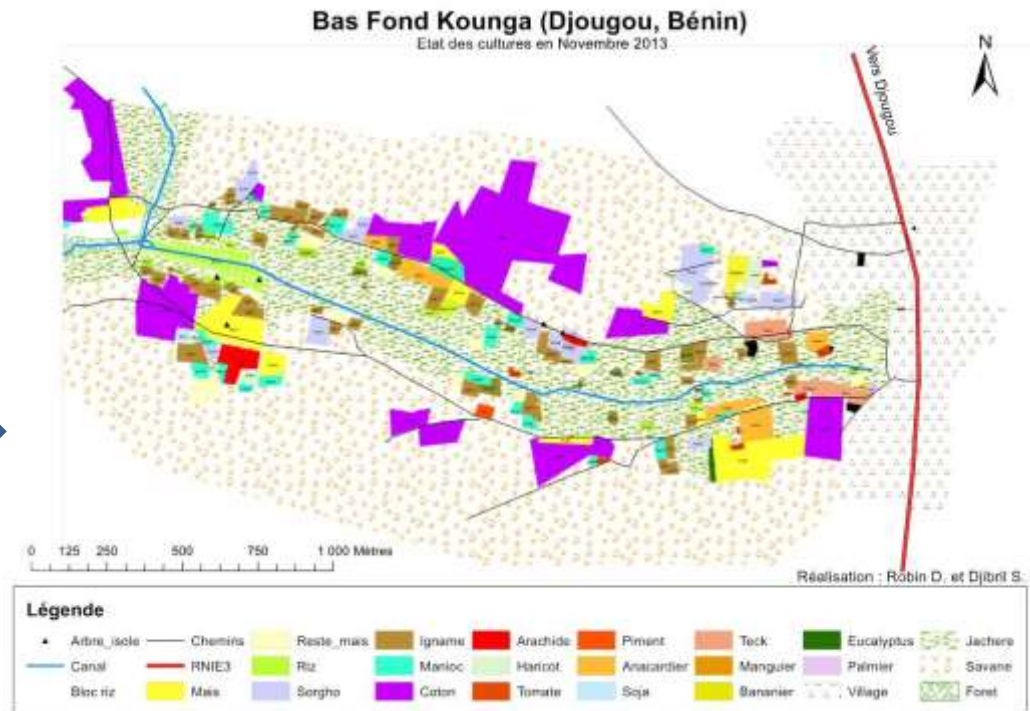 Bas Fond Kounga (Djougou, Bénin)
Etat des cultures en Novembre 2013
N
Vers Djougou
0 125 250 500 750 1 000 Mètres
Réalisation : Robin D. et Djibril S.
Légende
Arbre_isole Chemins Reste_mais Igname Arachide Piment Teck Eucalyptus Jachere
Canal RNIE3 Riz Manioc Haricot Anacardier Manguier Palmier Savane
Bloc riz Mais Sorgho Coton Tomate Soja Bananier Village Foret